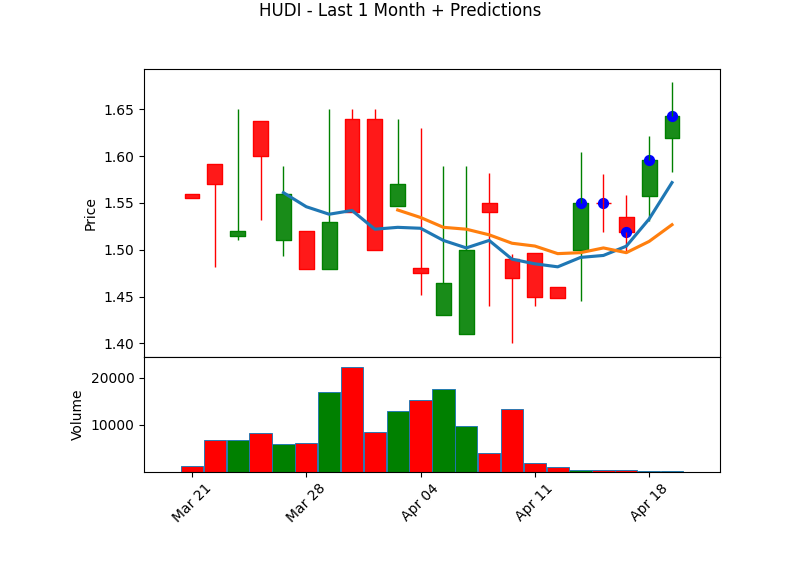 HUDI - Last 1 Month + Predictions
Price
1.65
1.60
1.55
1.50
1.45
1.40
Volume
20000
10000
Mar 21
Mar 28
Apr 04
Apr 11
Apr 18